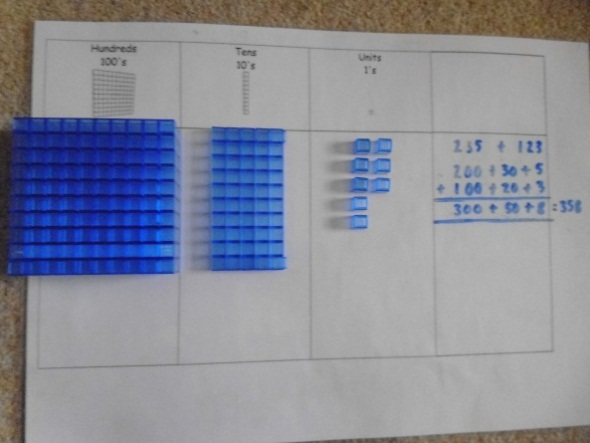 Hundreds
100's
Tens
10's
Units
1's
235 + 123
200 + 30 + 5
+ 100 + 20 + 3
300 + 50 + 8 = 358